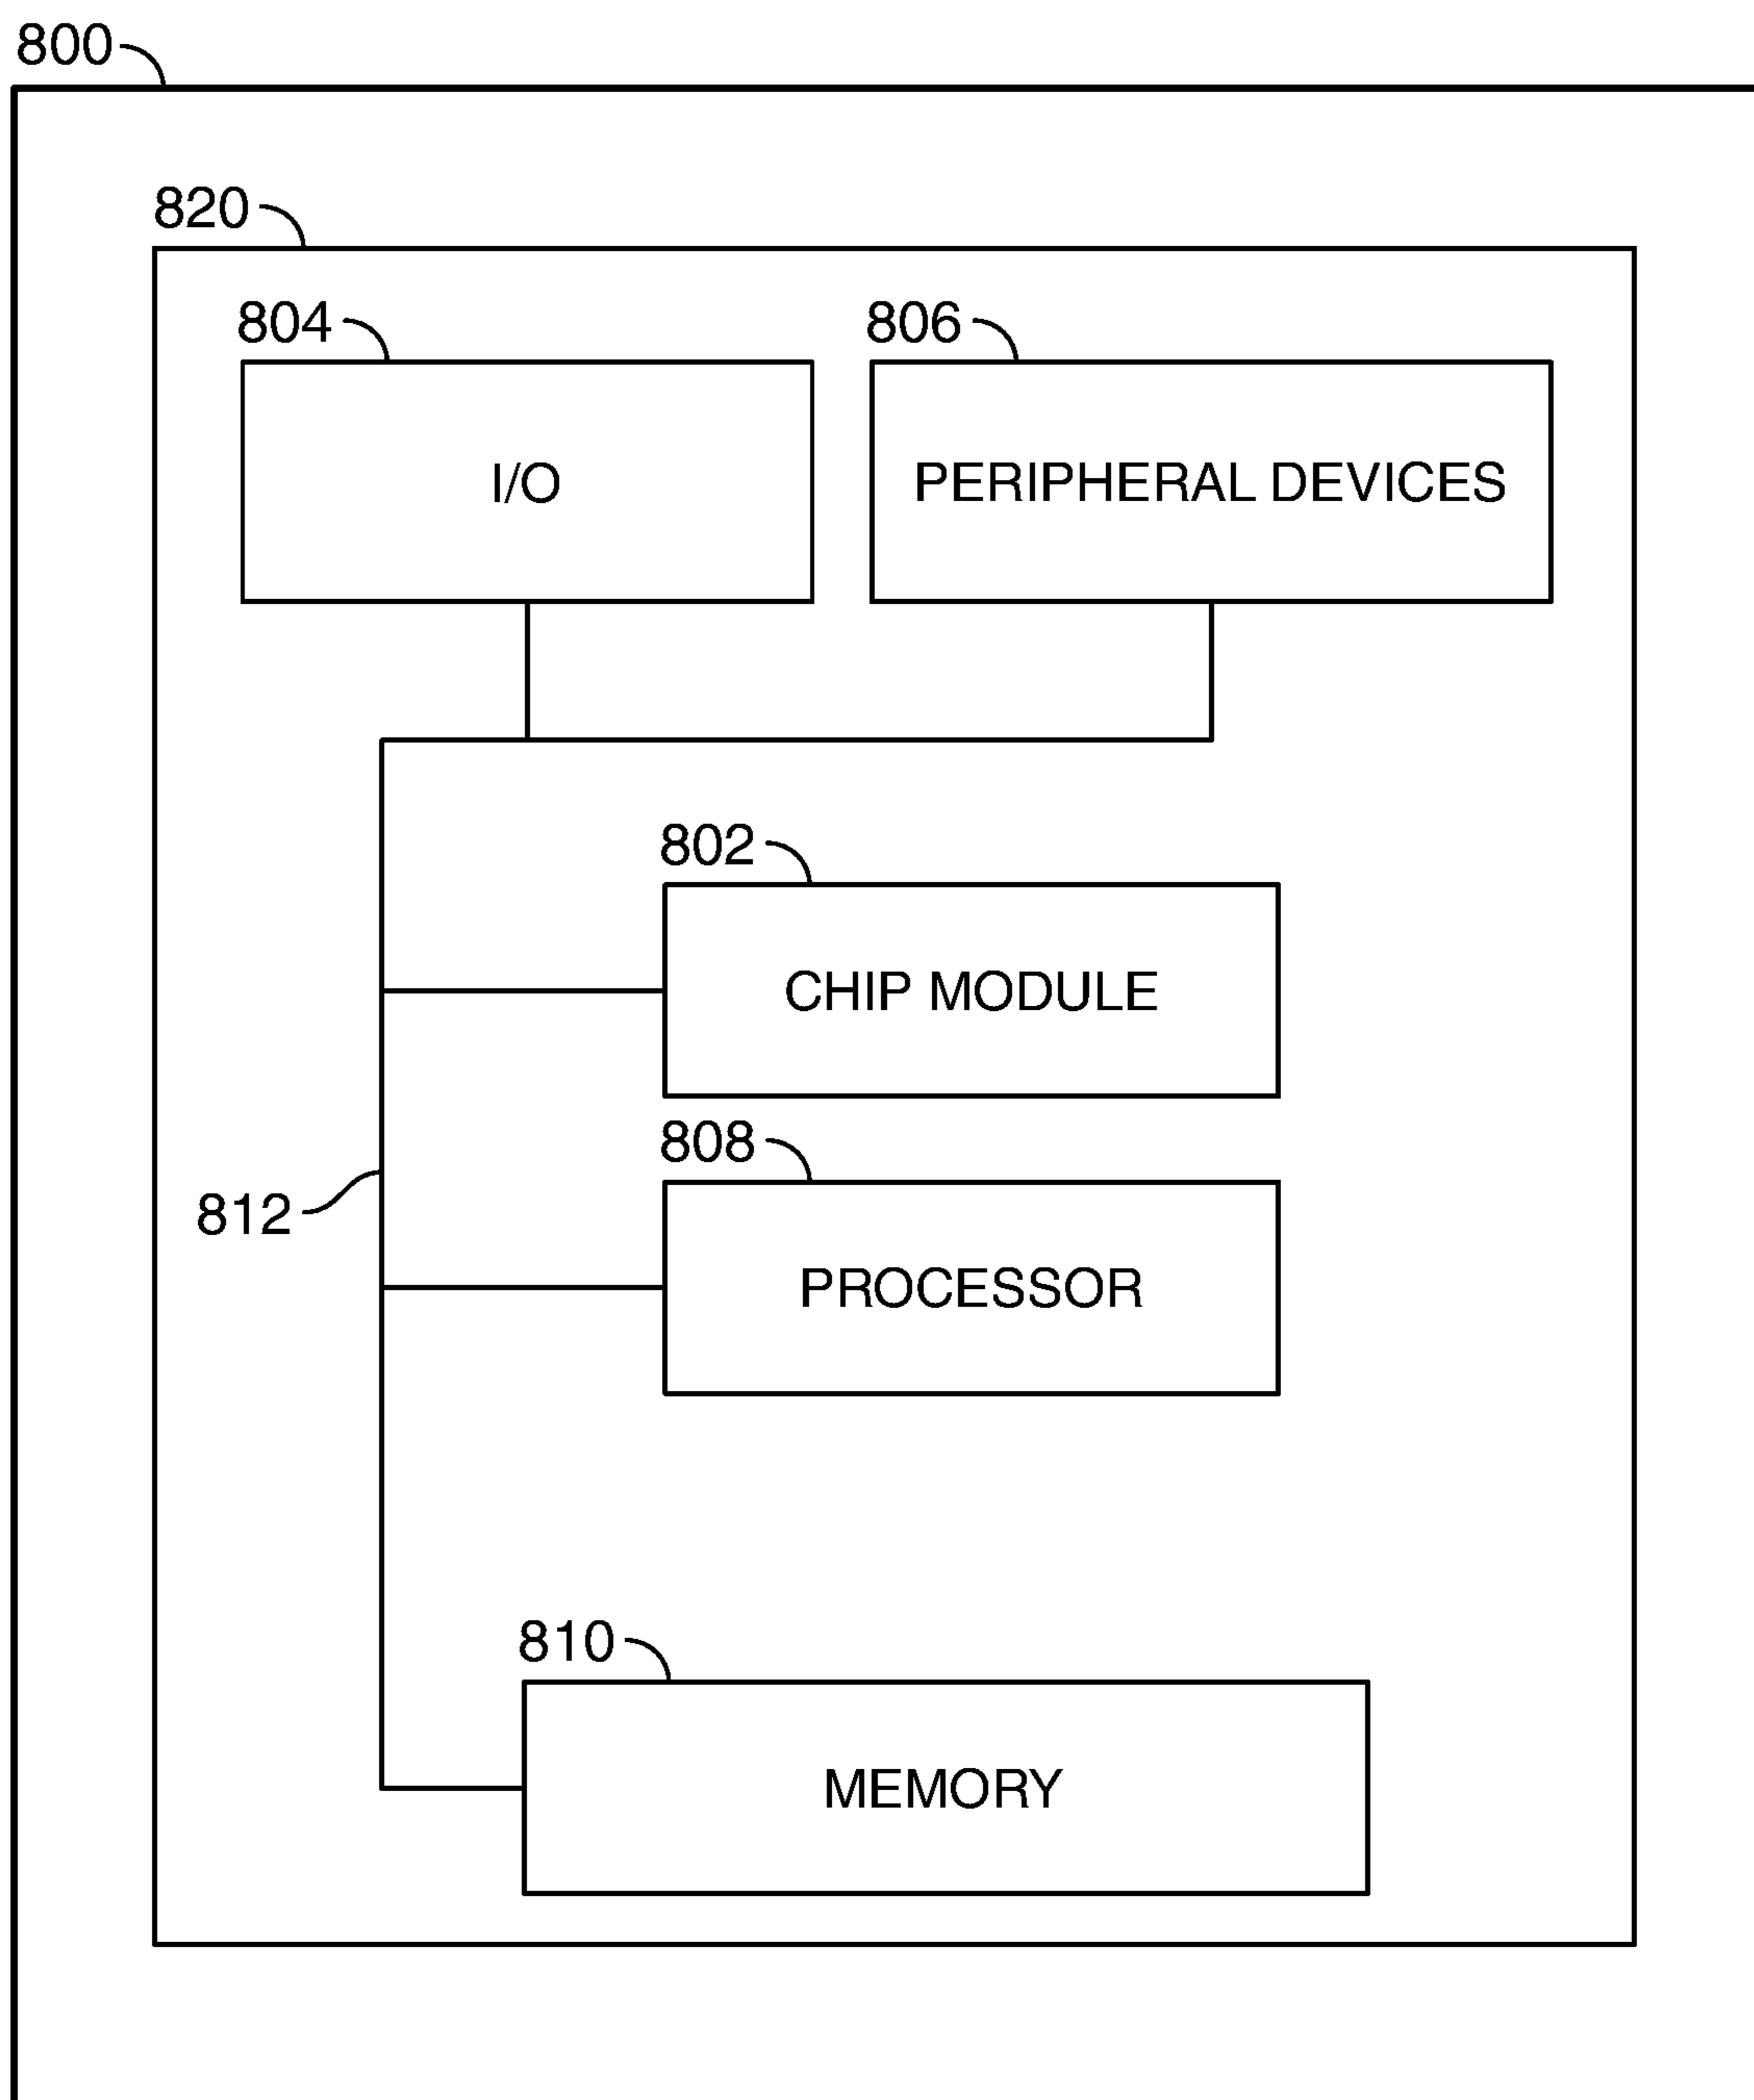 800
820
804
806
I/O
PERIPHERAL DEVICES
802
CHIP MODULE
808
812
PROCESSOR
810
MEMORY